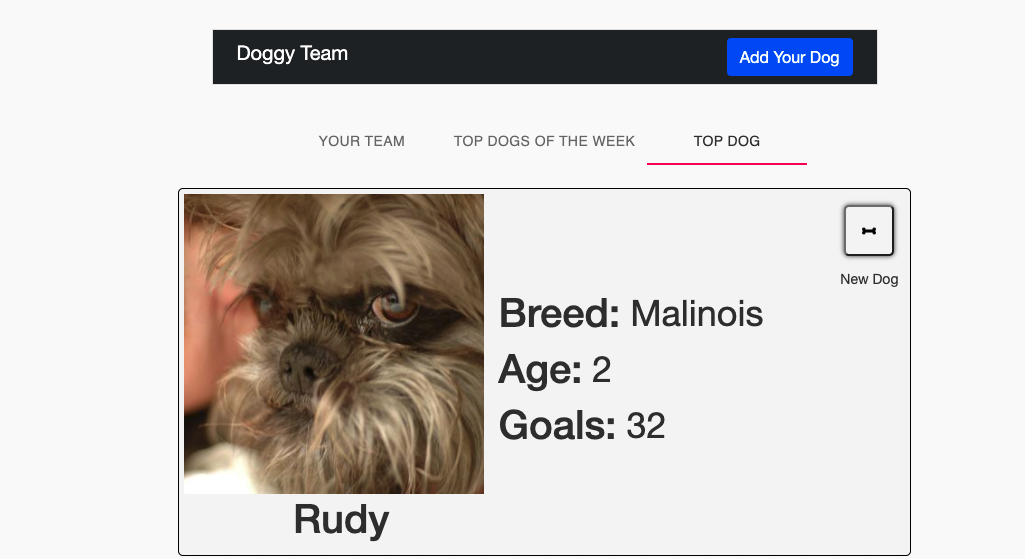 Doggy Team
Add Your Dog
YOUR TEAM
TOP DOGS OF THE WEEK
TOP DOG
New Dog
Breed: Malinois
Age: 2
Goals: 32
Rudy